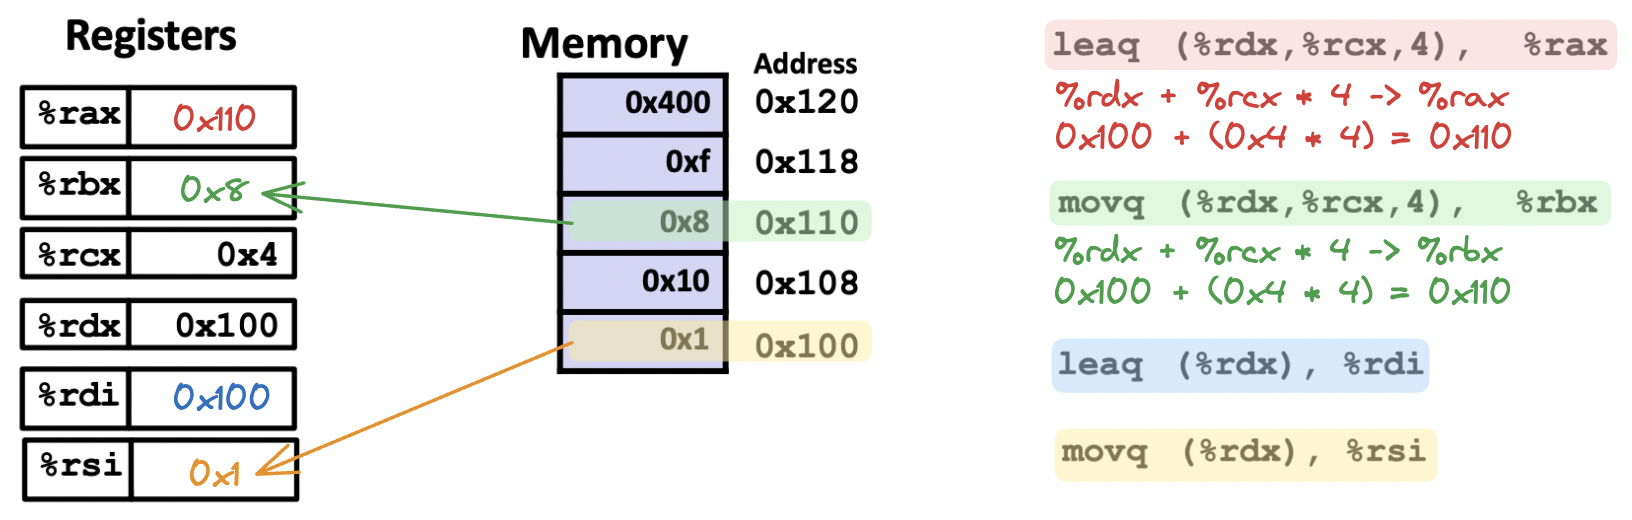 Registers
%rax 0x110
%rbx 0x8
%rcx 0x4
%rdx 0x100
%rdi 0x100
%rsi 0x1
Memory
Address
0x400 0x120
0xf 0x118
0x8 0x110
0x10 0x108
0x1 0x100
leaq (%rdx,%rcx,4), %rax
%rdx + %rcx * 4 -> %rax
0x100 + (0x4 * 4) = 0x110
movq (%rdx,%rcx,4), %rbx
%rdx + %rcx * 4 -> %rbx
0x100 + (0x4 * 4) = 0x110
leaq (%rdx), %rdi
movq (%rdx), %rsi